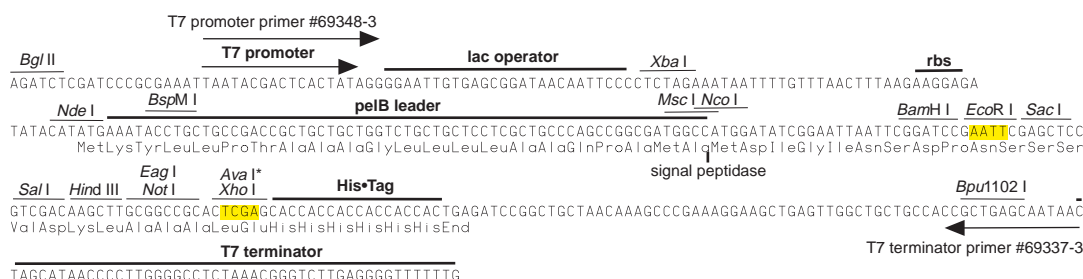 T7 promoter primer #69348-3
Bgl II T7 promoter lac operator Xba I rbs
AGATCTCGATCCCGCGAAATTAATACGACTCACTATAGGGGAATTGTGAGCGGATAACAATTCCCCTCTAGAAATAATTTTGTTTAACTTTAAGAAGGAGA
Nde I BspM I pelB leader Msc I Nco I BamH I EcoR I Sac I
TATACATATGAAATACCTGCTGCCGACCGCTGCTGCTGGTCTGCTGCTCCTCGCTGCCCAGCCGGCGATGGCCATGGATATCGGAATTAATTCGGATCCGAATTCGAGCTCC
MetLysTyrLeuLeuProThrAlaAlaAlaGlyLeuLeuLeuLeuAlaAlaGlnProAlaMetAlaMetAspIleGlyIleAsnSerAspProAsnSerSerSer
signal peptidase
Sal I Hind III Eag I Not I Ava I* Xho I His•Tag Bpu1102 I
GTCGACAAGCTTGCGGCCGCACTCGAGCACCACCACCACCACCACTGAGATCCGGCTGCTAACAAAGCCCGAAAGGAAGCTGAGTTGGCTGCTGCCACCGCTGAGCAATAAC
ValAspLysLeuAlaAlaAlaLeuGluHisHisHisHisHisHisEnd
T7 terminator T7 terminator primer #69337-3
TAGCATAACCCCTTGGGGCCTCTAAACGGGTCTTGAGGGGTTTTTTG